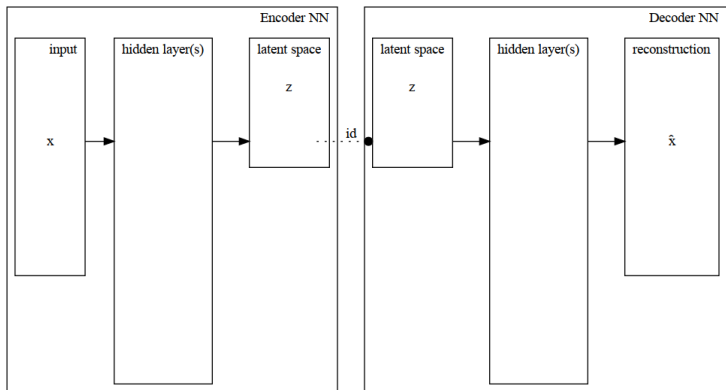 Encoder NN
input
x
hidden layer(s)
latent space
z
id
Decoder NN
latent space
z
hidden layer(s)
reconstruction
x̂